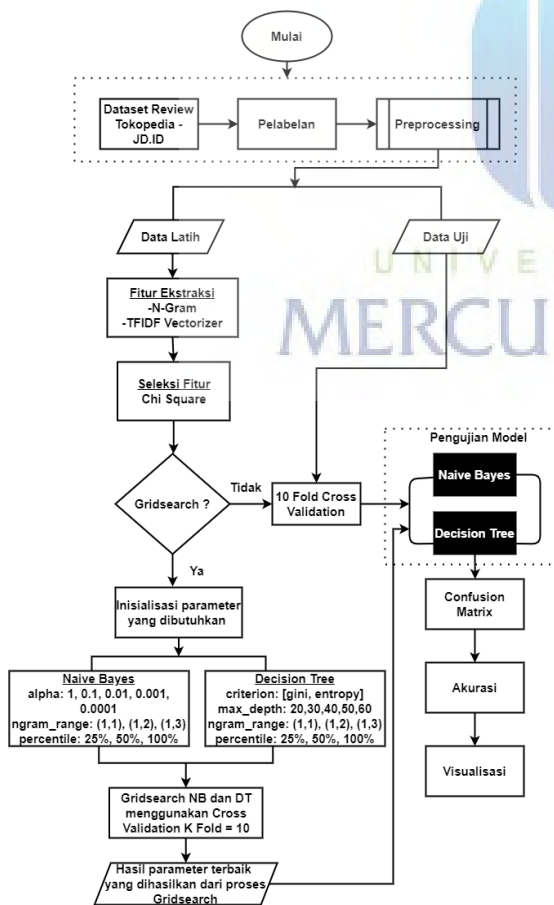 Mulai
Dataset Review
Tokopedia -
JD.ID
Pelabelan
Preprocessing
Data Latih
Data Uji
UNIVE
MERCU
Fitur Ekstraksi
-N-Gram
-TFIDF Vectorizer
Seleksi Fitur
Chi Square
Gridsearch ?
Tidak
10 Fold Cross
Validation
Pengujian Model
Naive Bayes
Decision Tree
Ya
Inisialisasi parameter
yang dibutuhkan
Confusion
Matrix
Naive Bayes
alpha: 1, 0.1, 0.01, 0.001,
0.0001
ngram_range: (1,1), (1,2), (1,3)
percentile: 25%, 50%, 100%
Decision Tree
criterion: [gini, entropy]
max_depth: 20,30,40,50,60
ngram_range: (1,1), (1,2), (1,3)
percentile: 25%, 50%, 100%
Akurasi
Visualisasi
Gridsearch NB dan DT
menggunakan Cross
Validation K Fold = 10
Hasil parameter terbaik
yang dihasilkan dari proses
Gridsearch